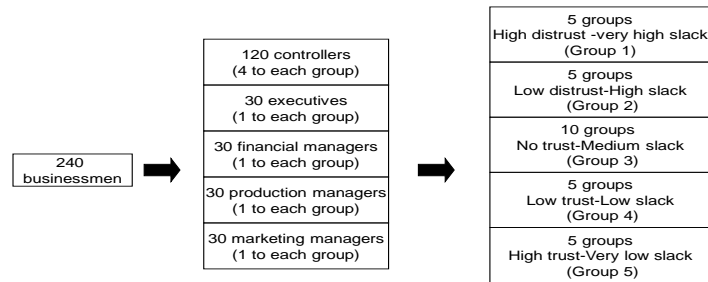 240
businessmen
120 controllers
(4 to each group)
30 executives
(1 to each group)
30 financial managers
(1 to each group)
30 production managers
(1 to each group)
30 marketing managers
(1 to each group)
5 groups
High distrust -very high slack
(Group 1)
5 groups
Low distrust-High slack
(Group 2)
10 groups
No trust-Medium slack
(Group 3)
5 groups
Low trust-Low slack
(Group 4)
5 groups
High trust-Very low slack
(Group 5)